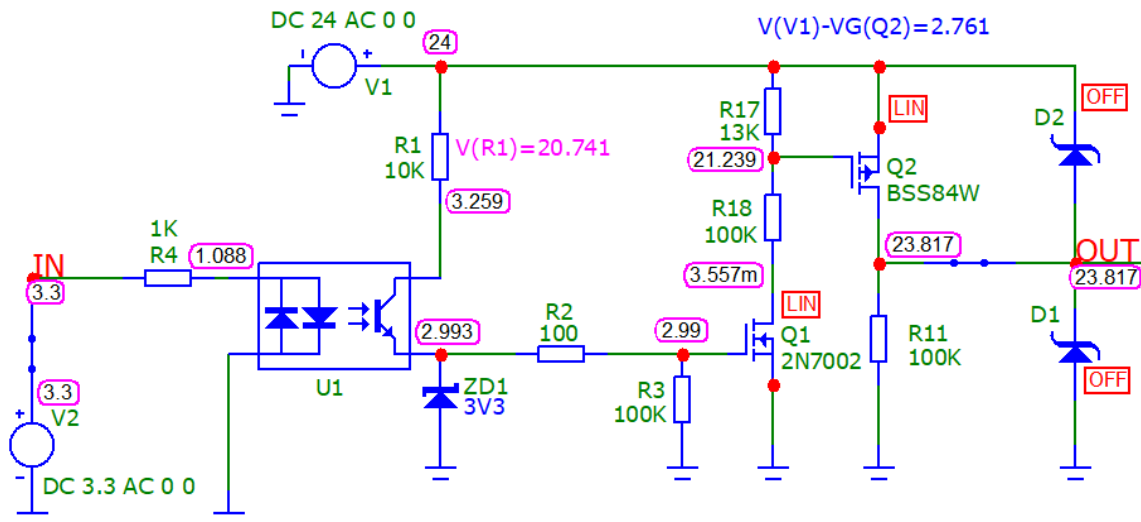 DC 24 AC 0 0
V(V1)-VG(Q2)=2.761
24
V1
OFF
R17
13K
LIN
D2
R1
10K
V(R1)=20.741
21.239
Q2
BSS84W
3.259
R18
100K
1K
R4
1.088
23.817
OUT
IN
3.3
3.557m
23.817
LIN
2.993
R2
100
2.99
Q1
2N7002
R11
100K
D1
U1
ZD1
3V3
R3
100K
OFF
3.3
V2
DC 3.3 AC 0 0